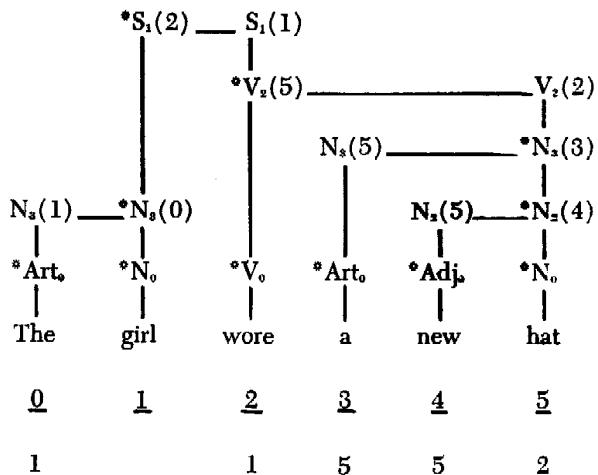 *S₁(2) S₁(1)
*V₂(5) V₂(2)
N₃(5) *N₃(3)
N₃(1) *N₃(0) N₂(5) *N₂(4)
*Art₀ *N₀ *V₀ *Art₀ *Adj₀ *N₀
The girl wore a new hat
0 1 2 3 4 5
1 1 5 5 2